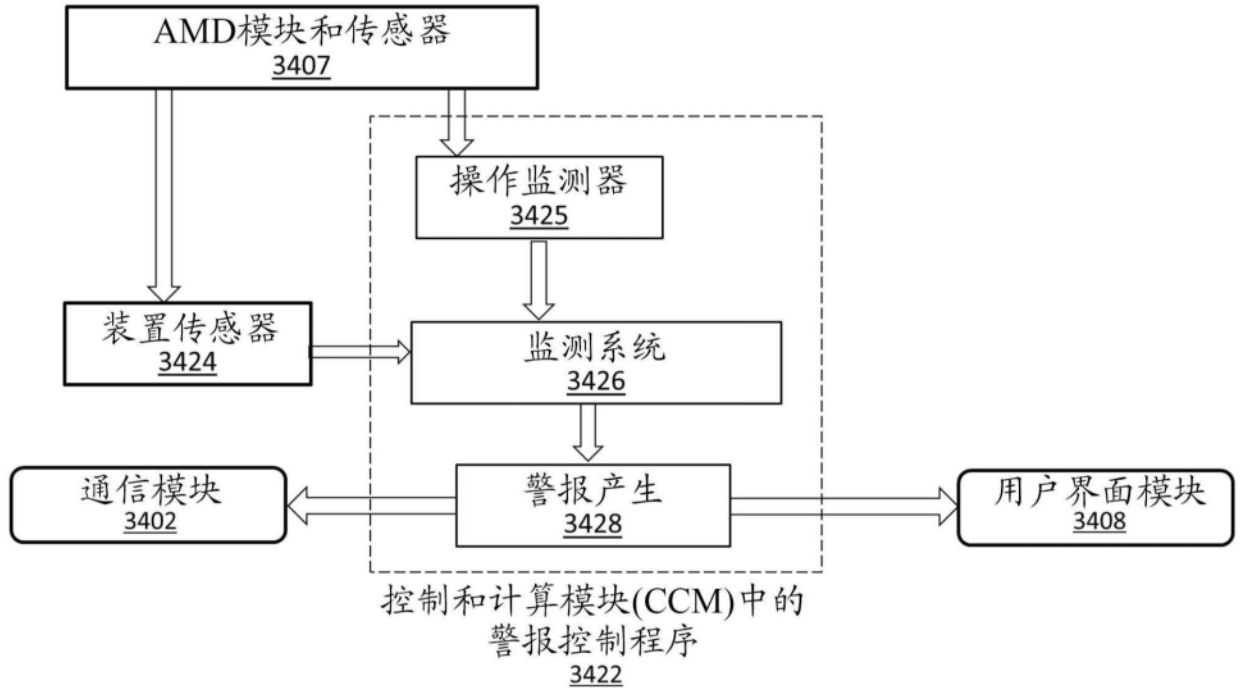 AMD模块和传感器
3407
操作监测器
3425
装置传感器
3424
监测系统
3426
通信模块
3402
警报产生
3428
用户界面模块
3408
控制和计算模块(CCM)中的
警报控制程序
3422